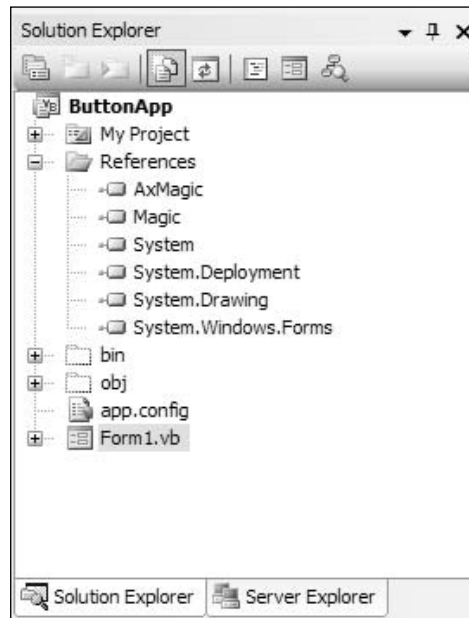 Solution Explorer
ButtonApp
My Project
References
AxMagic
Magic
System
System.Deployment
System.Drawing
System.Windows.Forms
bin
obj
app.config
Form1.vb
Solution Explorer
Server Explorer